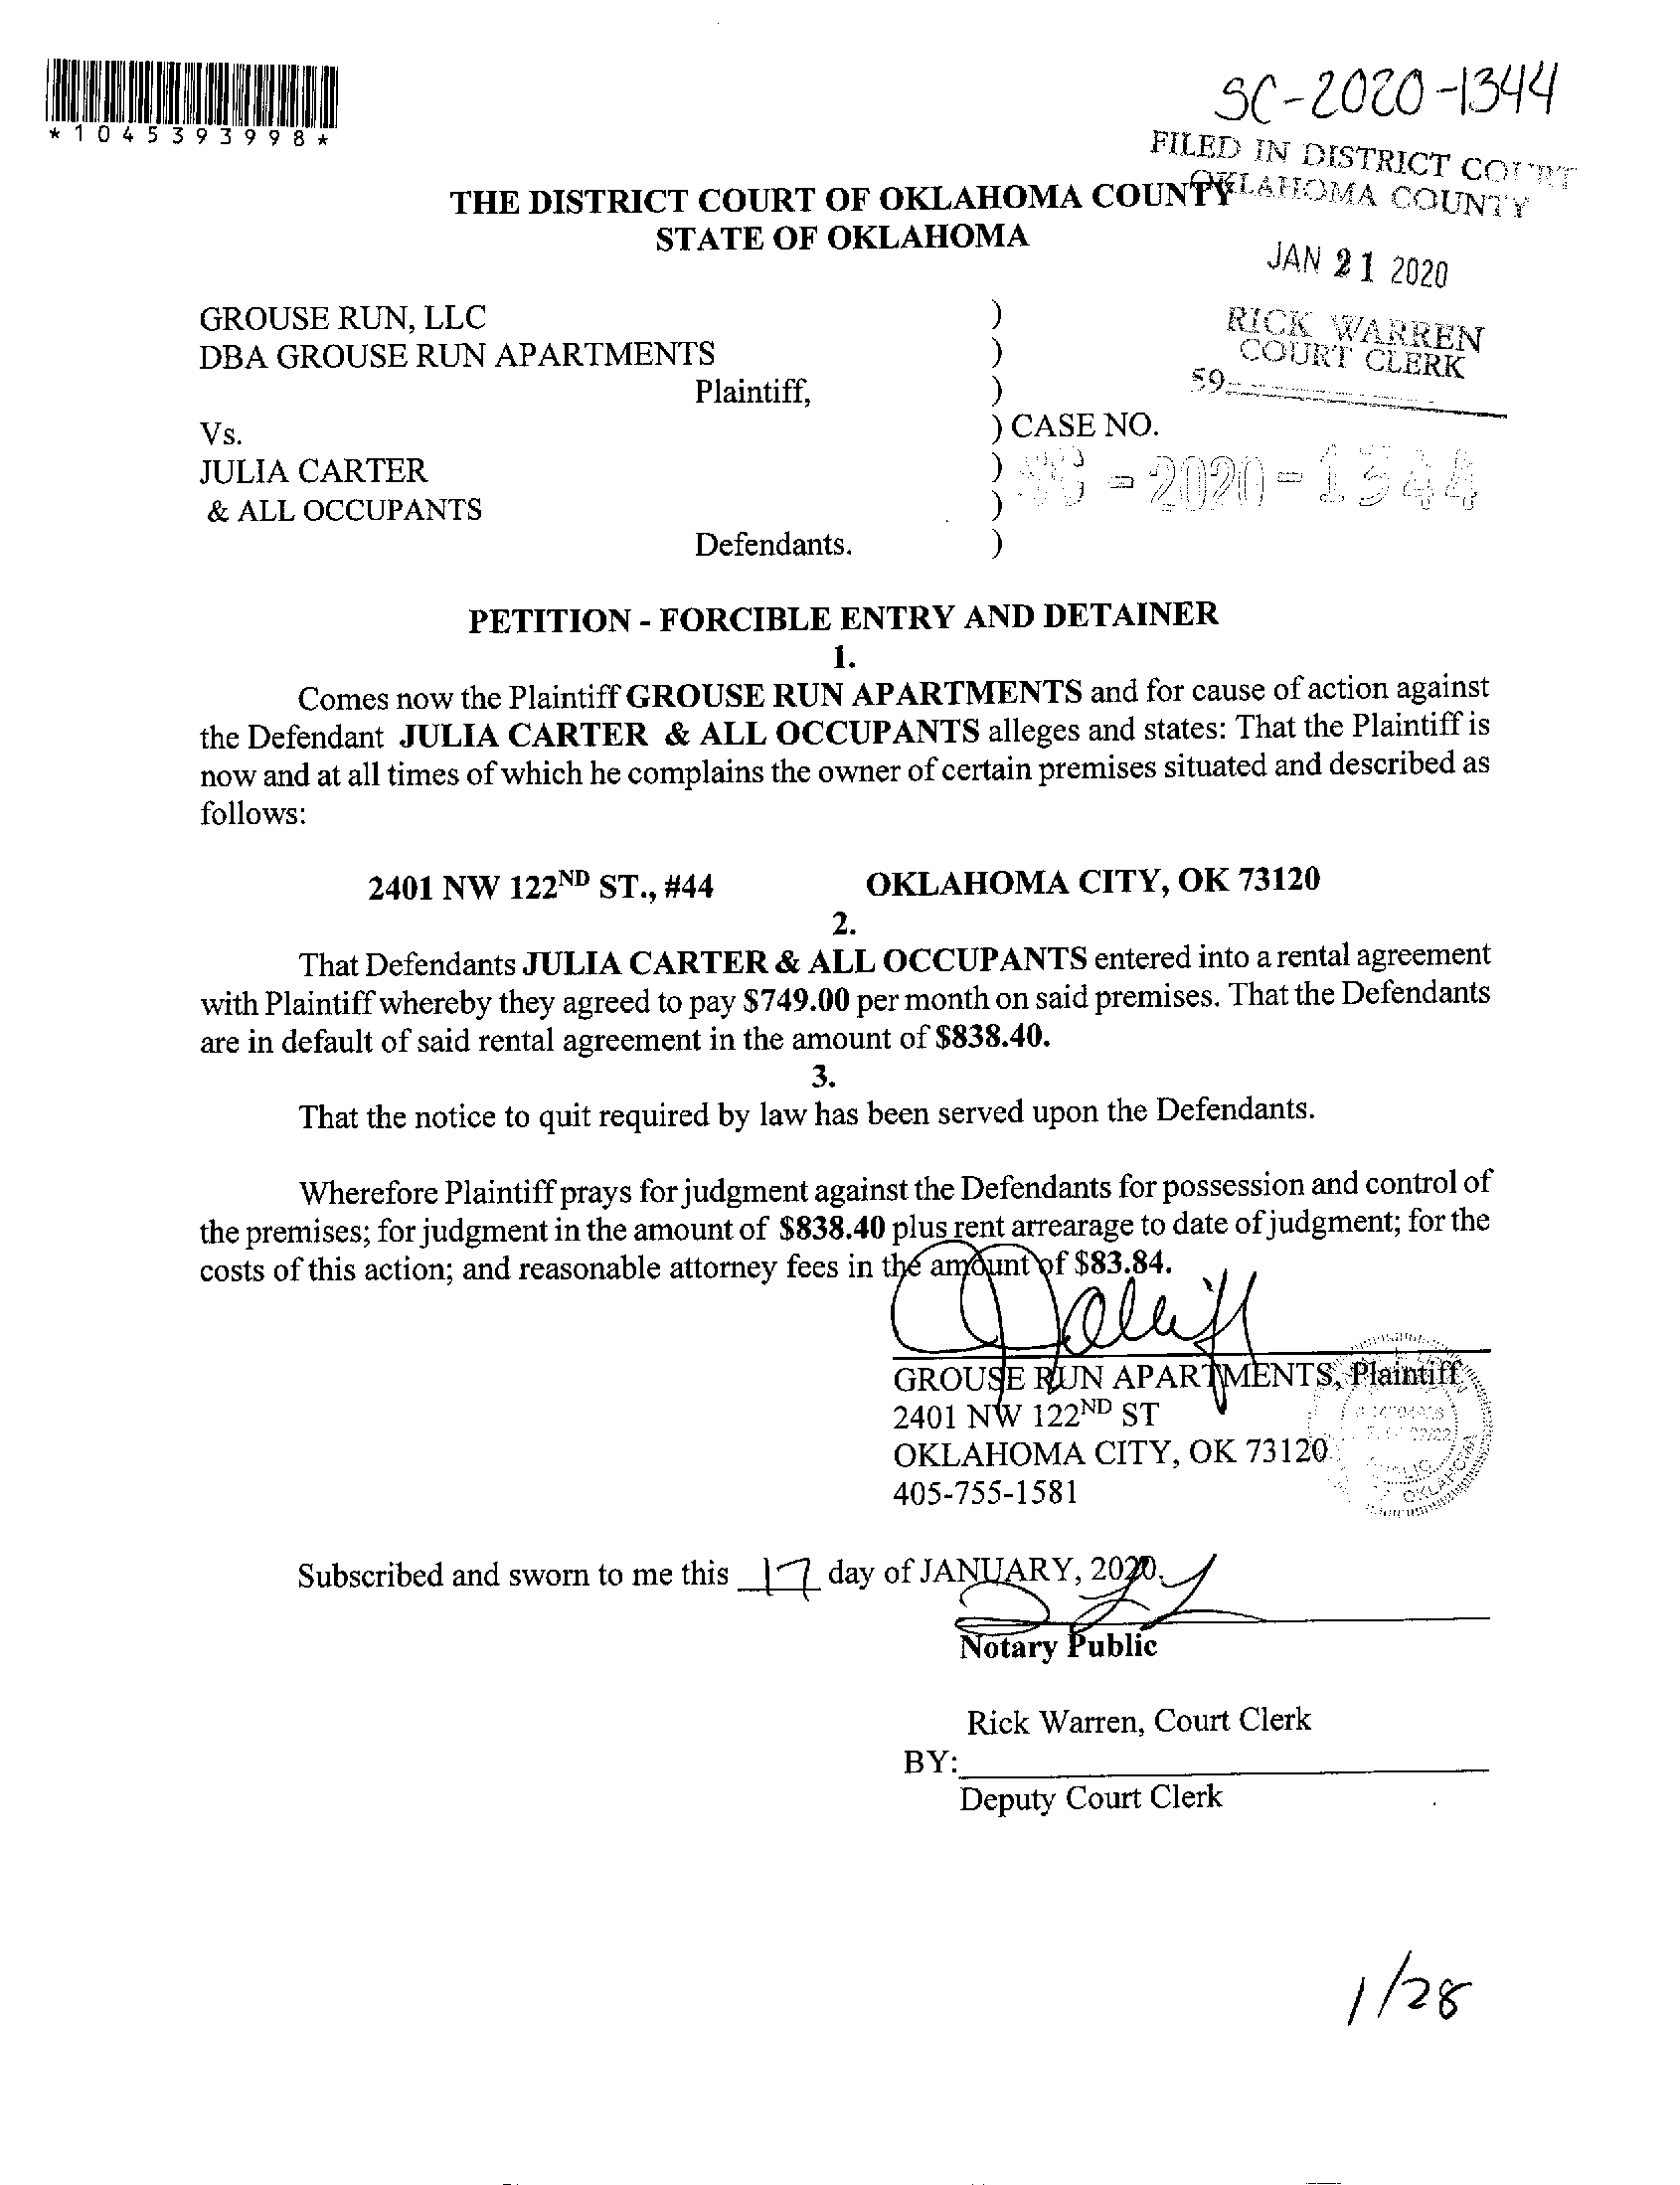 *1045393998*
SC-2020-1344
FILED IN DISTRICT COURT
OKLAHOMA COUNTY
THE DISTRICT COURT OF OKLAHOMA COUNTY
STATE OF OKLAHOMA
JAN 21 2020
RICK WARREN
COURT CLERK
59
GROUSE RUN, LLC )
DBA GROUSE RUN APARTMENTS )
Plaintiff, )
Vs. ) CASE NO.
JULIA CARTER ) SC - 2020 - 1344
& ALL OCCUPANTS )
Defendants. )
PETITION - FORCIBLE ENTRY AND DETAINER
1.
Comes now the Plaintiff GROUSE RUN APARTMENTS and for cause of action against
the Defendant JULIA CARTER & ALL OCCUPANTS alleges and states: That the Plaintiff is
now and at all times of which he complains the owner of certain premises situated and described as
follows:
2401 NW 122ND ST., #44 OKLAHOMA CITY, OK 73120
2.
That Defendants JULIA CARTER & ALL OCCUPANTS entered into a rental agreement
with Plaintiff whereby they agreed to pay $749.00 per month on said premises. That the Defendants
are in default of said rental agreement in the amount of $838.40.
3.
That the notice to quit required by law has been served upon the Defendants.
Wherefore Plaintiff prays for judgment against the Defendants for possession and control of
the premises; for judgment in the amount of $838.40 plus rent arrearage to date of judgment; for the
costs of this action; and reasonable attorney fees in the amount of $83.84.
GROUSE RUN APARTMENTS, Plaintiff
2401 NW 122ND ST
OKLAHOMA CITY, OK 73120
405-755-1581
OKLAHOMA
Subscribed and sworn to me this 17 day of JANUARY, 2020.
Notary Public
Rick Warren, Court Clerk
BY:
Deputy Court Clerk
1/28